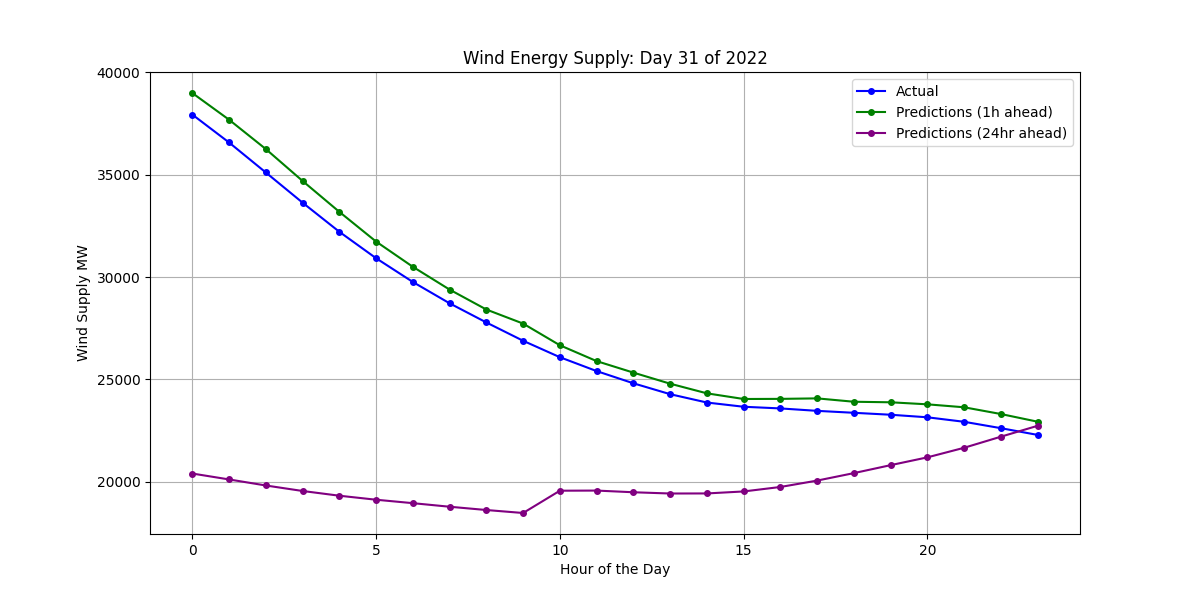 Wind Energy Supply: Day 31 of 2022
40000
35000
30000
25000
20000
Wind Supply MW
Actual
Predictions (1h ahead)
Predictions (24hr ahead)
0
5
10
15
20
Hour of the Day